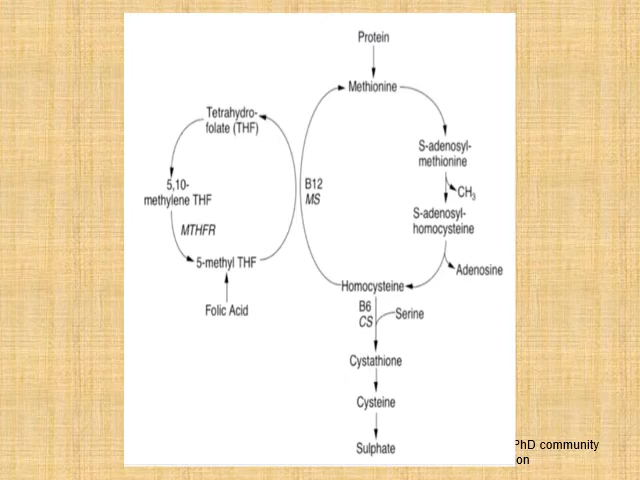 Protein
Methionine
Tetrahydro-
folate (THF)
S-adenosyl-
methionine
5,10-
methylene THF
B12
MS
CH3
S-adenosyl-
homocysteine
MTHFR
5-methyl THF
Adenosine
Homocysteine
Folic Acid
B6
CS
Serine
Cystathione
Cysteine
Sulphate
PhD community
on